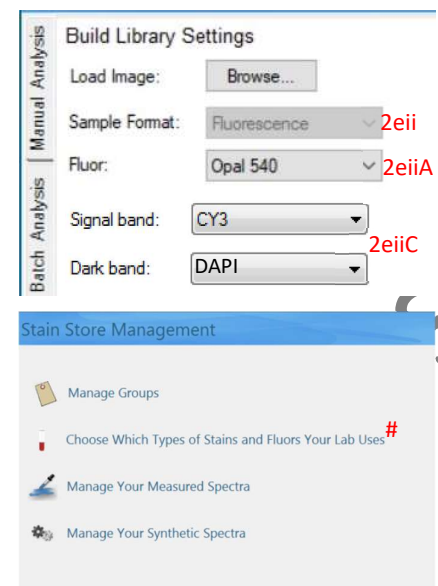 Manual Analysis
Batch Analysis
Build Library Settings
Load Image: Browse...
Sample Format: Fluorescence 2eii
Fluor: Opal 540 2eiiA
Signal band: CY3
2eiiC
Dark band: DAPI
Stain Store Management
Manage Groups
Choose Which Types of Stains and Fluors Your Lab Uses #
Manage Your Measured Spectra
Manage Your Synthetic Spectra